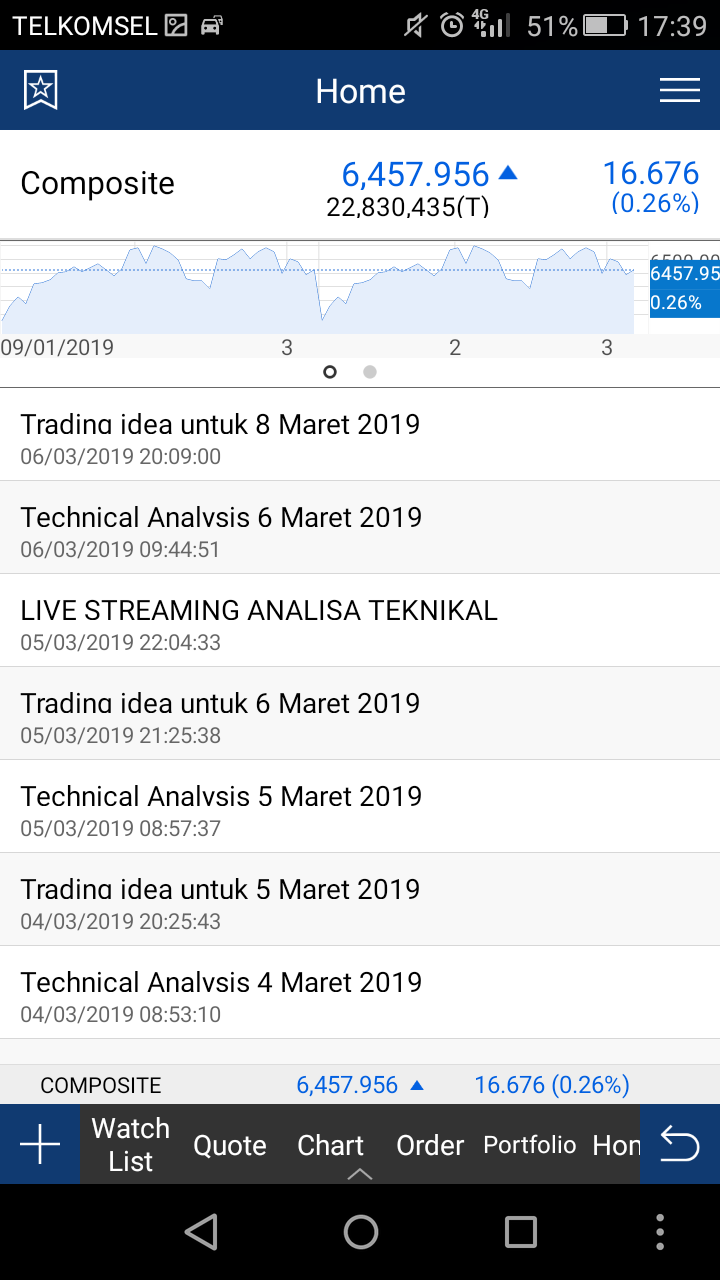 TELKOMSEL 4G 51% 17:39
Home
Composite 6,457.956 16.676
22,830,435(T) (0.26%)
6457.95
0.26%
09/01/2019 3 2 3
Trading idea untuk 8 Maret 2019
06/03/2019 20:09:00
Technical Analysis 6 Maret 2019
06/03/2019 09:44:51
LIVE STREAMING ANALISA TEKNIKAL
05/03/2019 22:04:33
Trading idea untuk 6 Maret 2019
05/03/2019 21:25:38
Technical Analysis 5 Maret 2019
05/03/2019 08:57:37
Trading idea untuk 5 Maret 2019
04/03/2019 20:25:43
Technical Analysis 4 Maret 2019
04/03/2019 08:53:10
COMPOSITE 6,457.956 16.676 (0.26%)
Watch List Quote Chart Order Portfolio Hon